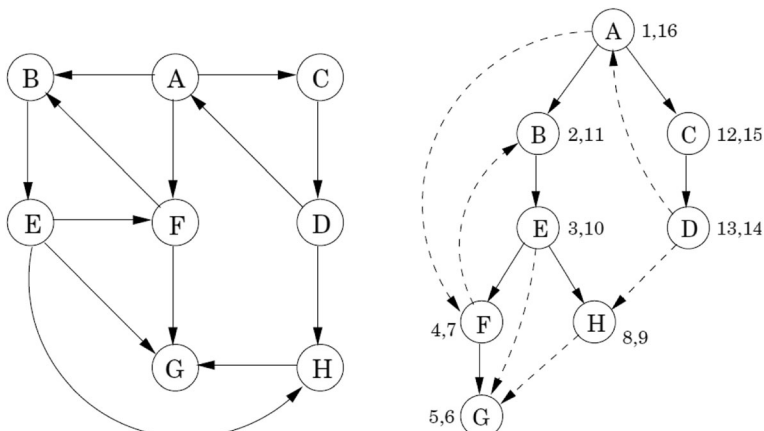 B A C
E F D
G H
A 1,16
B 2,11 C 12,15
E 3,10 D 13,14
4,7 F H 8,9
5,6 G